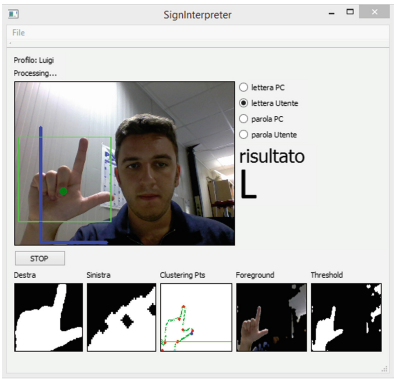 SignInterpreter
File
Profilo: Luigi
Processing...
lettera PC
lettera Utente
parola PC
parola Utente
risultato
L
STOP
Destra
Sinistra
Clustering Pts
Foreground
Threshold